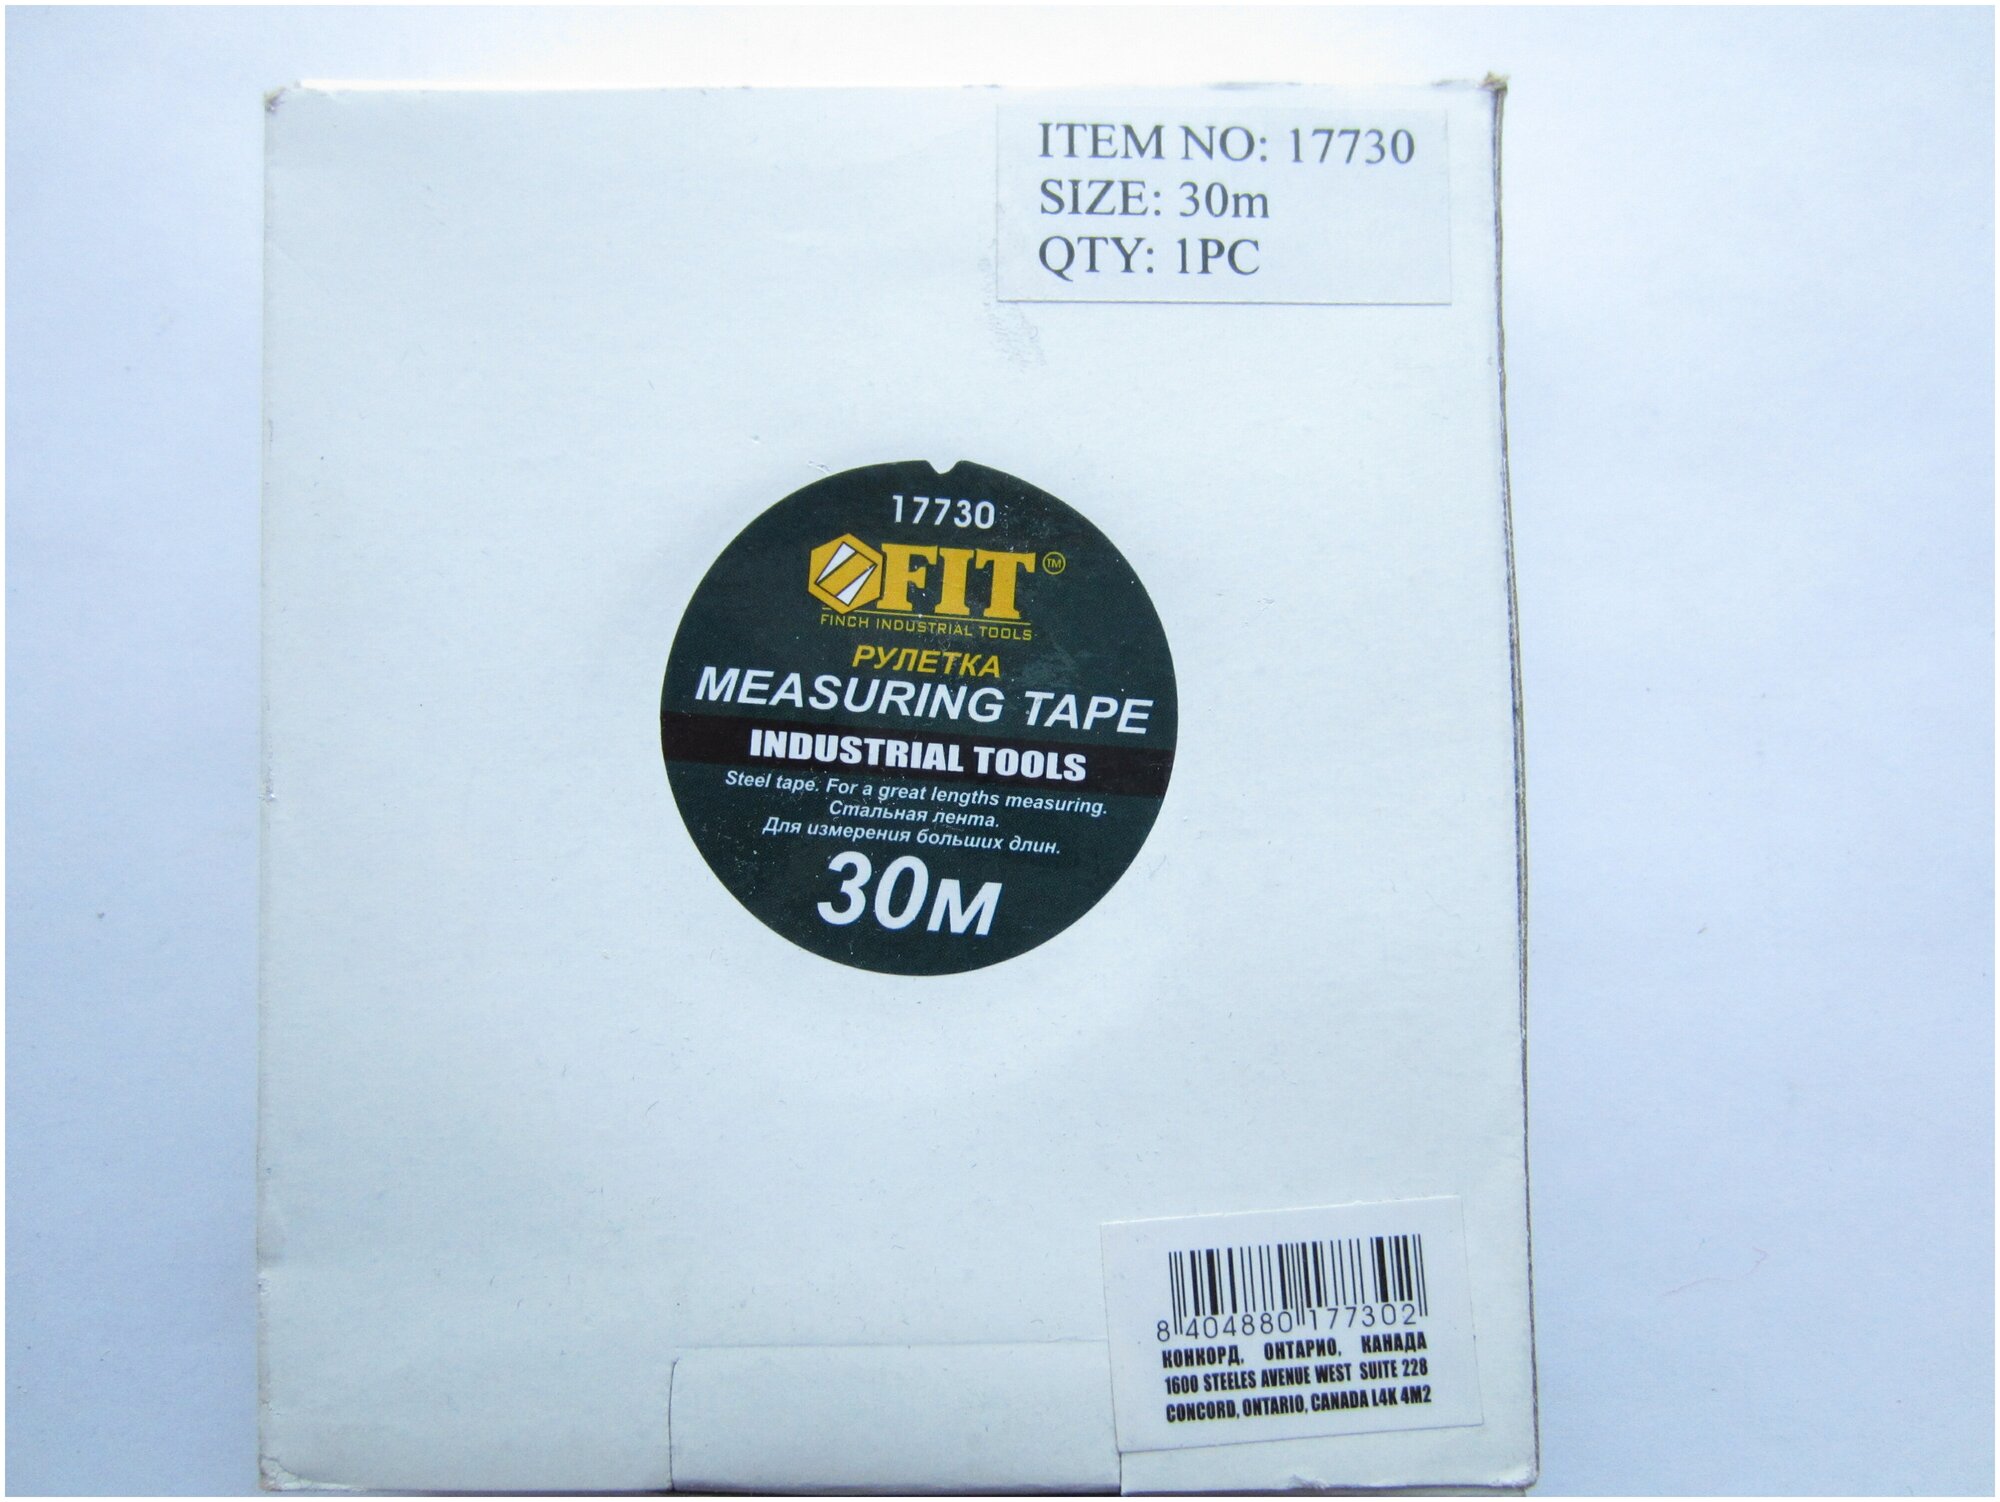 ITEM NO: 17730
SIZE: 30m
QTY: 1PC
17730
FIT™
FINCH INDUSTRIAL TOOLS
РУЛЕТКА
MEASURING TAPE
INDUSTRIAL TOOLS
Steel tape. For a great lengths measuring.
Стальная лента.
Для измерения больших длин.
30м
8 404880 177302
КОНКОРД, ОНТАРИО, КАНАДА
1600 STEELES AVENUE WEST SUITE 228
CONCORD, ONTARIO, CANADA L4K 4M2